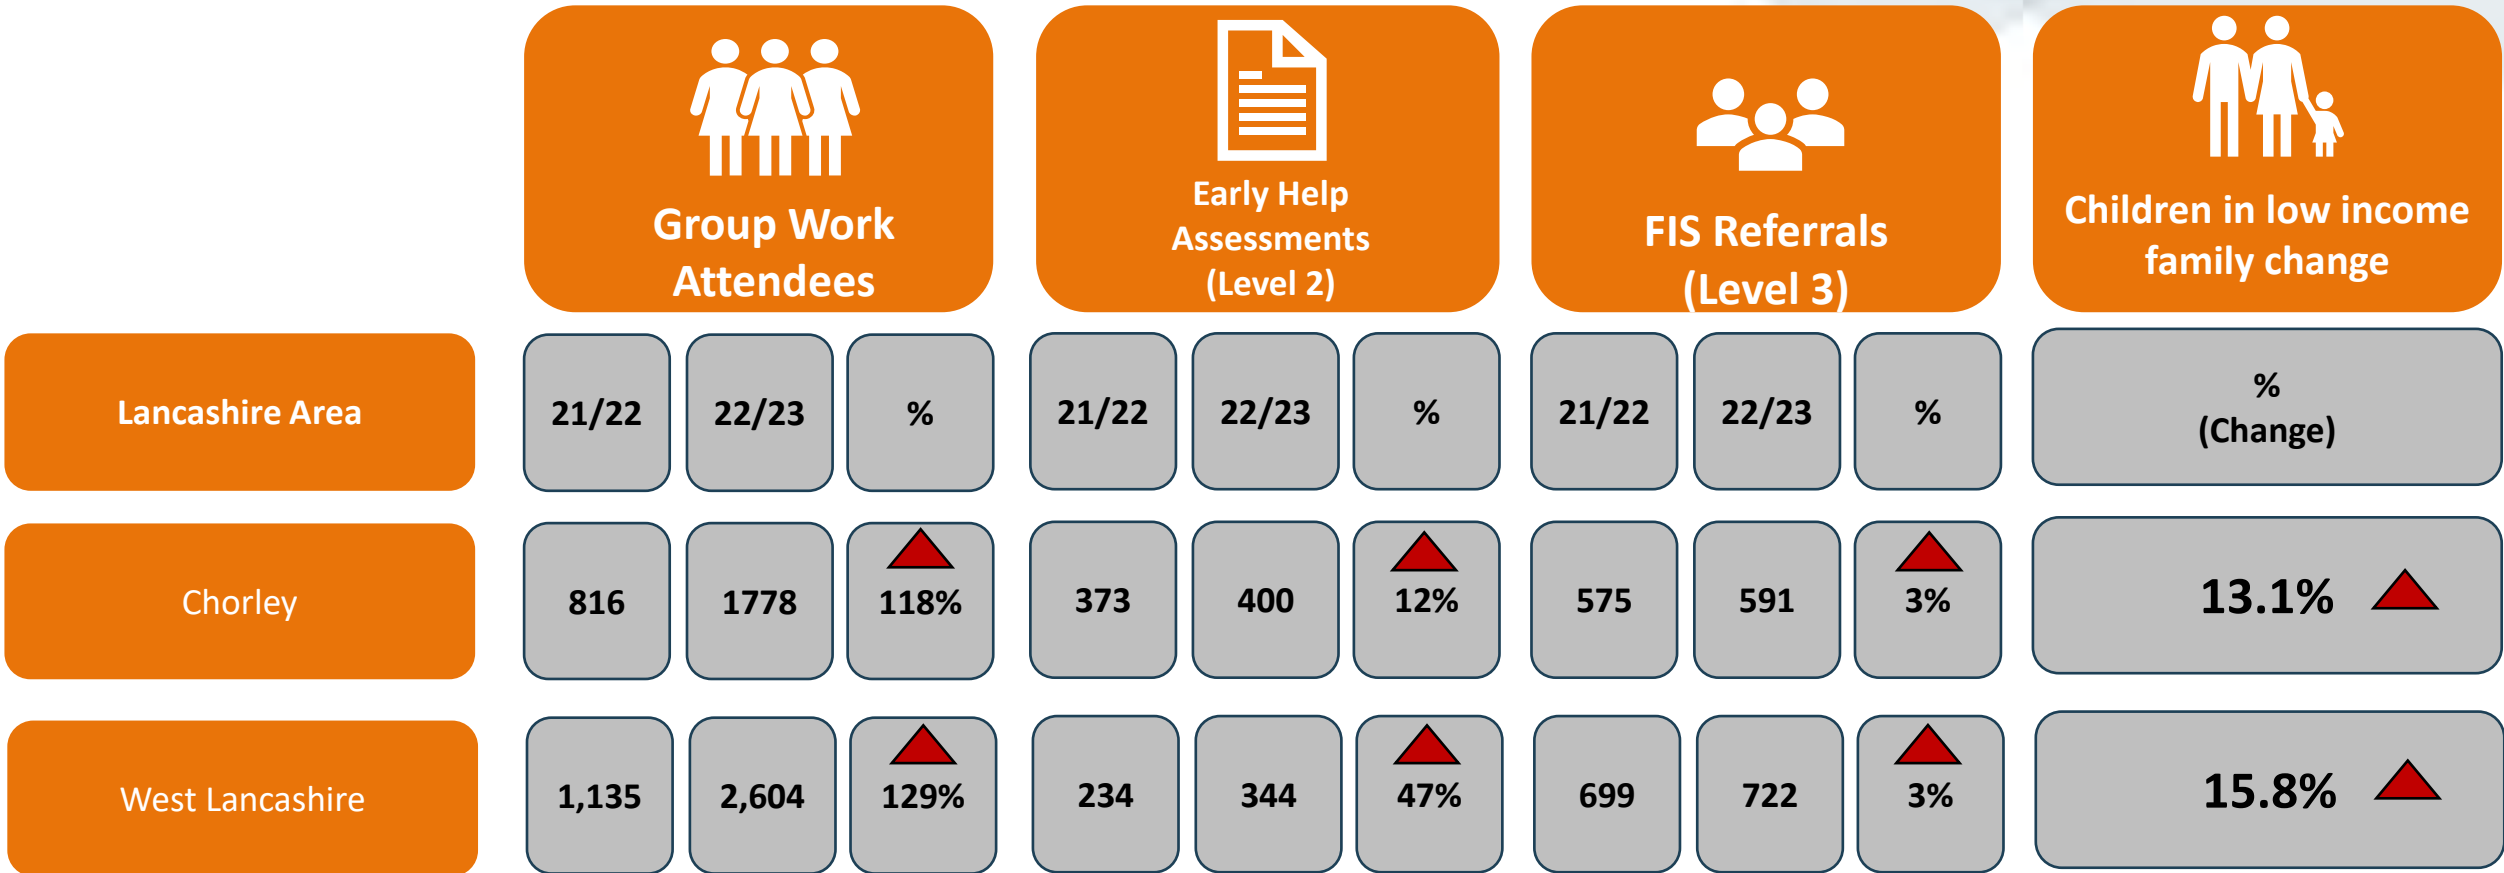 Group Work
Attendees
Early Help
Assessments
(Level 2)
FIS Referrals
(Level 3)
Children in low income
family change
Lancashire Area
21/22
22/23
%
21/22
22/23
%
21/22
22/23
%
%
(Change)
Chorley
816
1778
118%
373
400
12%
575
591
3%
13.1%
West Lancashire
1,135
2,604
129%
234
344
47%
699
722
3%
15.8%